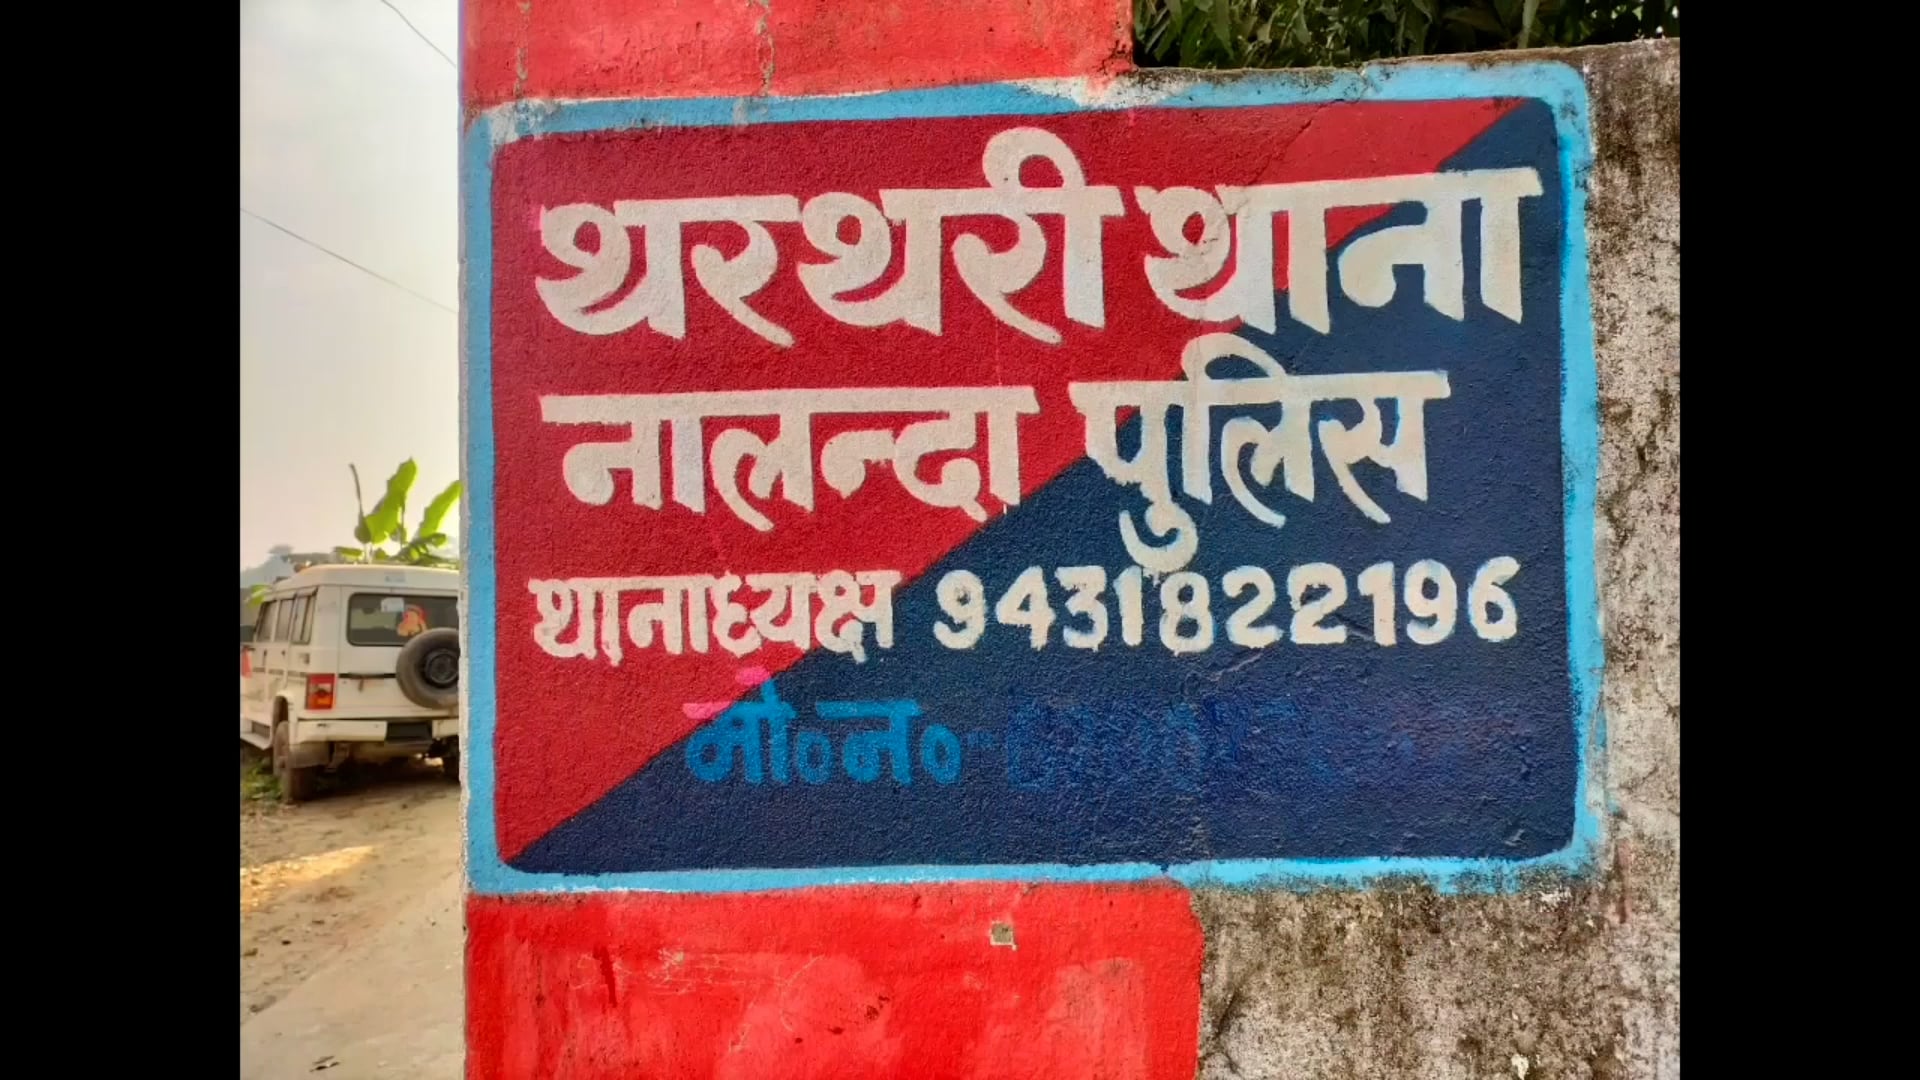 थरथरी थाना
नालन्दा पुलिस
थानाध्यक्ष 9431822196
मो०न०-